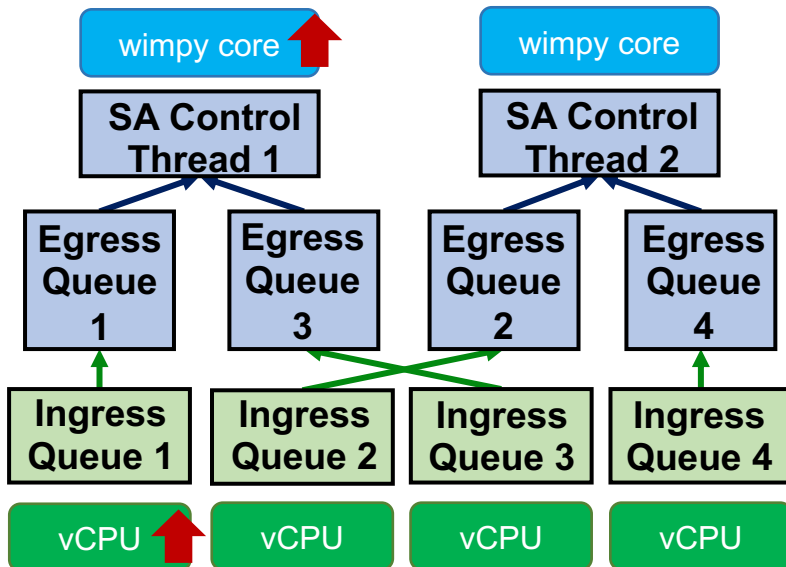 wimpy core
wimpy core
SA Control
Thread 1
SA Control
Thread 2
Egress
Queue
1
Egress
Queue
3
Egress
Queue
2
Egress
Queue
4
Ingress
Queue 1
Ingress
Queue 2
Ingress
Queue 3
Ingress
Queue 4
vCPU
vCPU
vCPU
vCPU